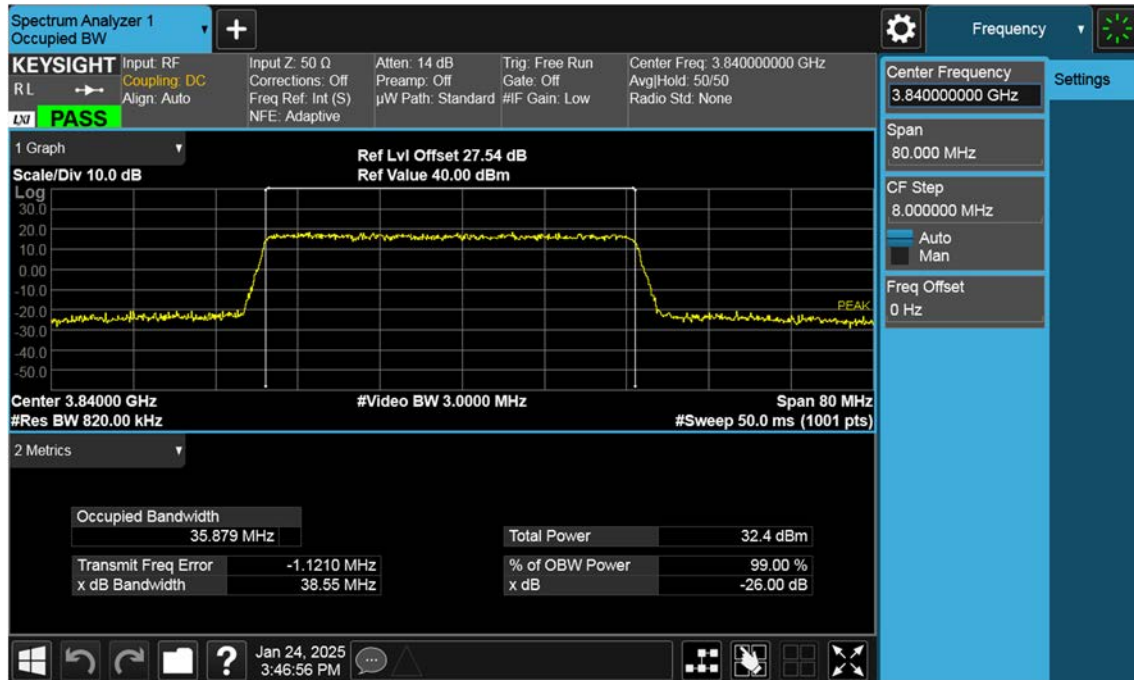 Spectrum Analyzer 1
Occupied BW
+
Frequency
KEYSIGHT
RL
LXI PASS
Input: RF
Coupling: DC
Align: Auto
Input Z: 50 Ω
Corrections: Off
Freq Ref: Int (S)
NFE: Adaptive
Atten: 14 dB
Preamp: Off
µW Path: Standard
Trig: Free Run
Gate: Off
#IF Gain: Low
Center Freq: 3.840000000 GHz
Avg|Hold: 50/50
Radio Std: None
1 Graph
Scale/Div 10.0 dB
Ref Lvl Offset 27.54 dB
Ref Value 40.00 dBm
Log
30.0
20.0
10.0
0.00
-10.0
-20.0
-30.0
-40.0
-50.0
PEAK
Center 3.84000 GHz
#Video BW 3.0000 MHz
Span 80 MHz
#Res BW 820.00 kHz
#Sweep 50.0 ms (1001 pts)
2 Metrics
Occupied Bandwidth
35.879 MHz
Total Power 32.4 dBm
Transmit Freq Error -1.1210 MHz
% of OBW Power 99.00 %
x dB Bandwidth 38.55 MHz
x dB -26.00 dB
Center Frequency
3.840000000 GHz
Settings
Span
80.000 MHz
CF Step
8.000000 MHz
Auto
Man
Freq Offset
0 Hz
?
Jan 24, 2025
3:46:56 PM